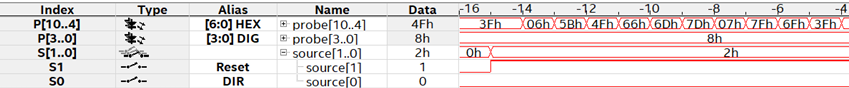 Index Type Alias Name Data -16 -14 -12 -10 -8 -6 -4
P[10..4] [6:0] HEX probe[10..4] 4Fh 3Fh 06h 5Bh 4Fh 66h 6Dh 7Dh 07h 7Fh 6Fh 3Fh
P[3..0] [3:0] DIG probe[3..0] 8h 8h
S[1..0] source[1..0] 2h 0h 2h
S1 Reset source[1] 1
S0 DIR source[0] 0